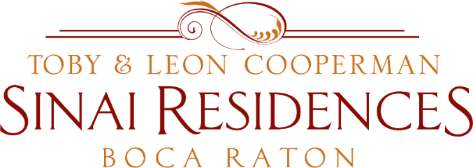 TOBY & LEON COOPERMAN
SINAI RESIDENCES
BOCA RATON